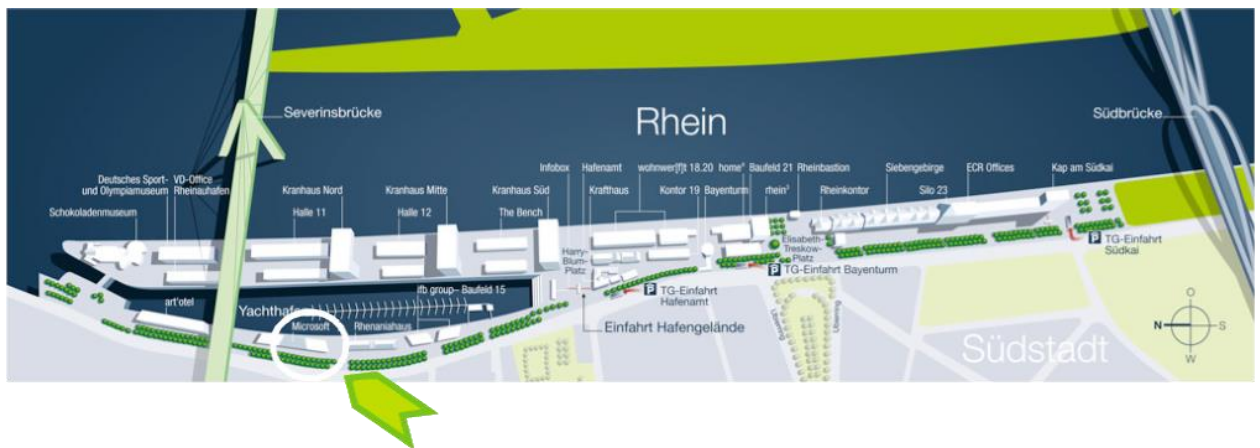 Severinsbrücke
Rhein
Südbrücke
Deutsches Sport-
und Olympiamuseum
VD-Office
Rheinauhafen
Schokoladenmuseum
Kranhaus Nord
Halle 11
Kranhaus Mitte
Halle 12
Kranhaus Süd
The Bench
Infobox
Hafenamt
Krafthaus
wohnwer[f]t 18.20
Kontor 19
home⁴
Bayenturm
Baufeld 21
rhein³
Rheinbastion
Rheinkontor
Siebengebirge
Silo 23
ECR Offices
Kap am Südkai
Harry-
Blum-
Platz
Elisabeth-
Treskow-
Platz
P TG-Einfahrt
Südkai
P TG-Einfahrt Bayenturm
P TG-Einfahrt
Hafenamt
Einfahrt Hafengelände
art'otel
Yachthafen
ifb group– Baufeld 15
Microsoft
Rhenaniahaus
Ubierring
Ubierring
Südstadt
O
N
S
W